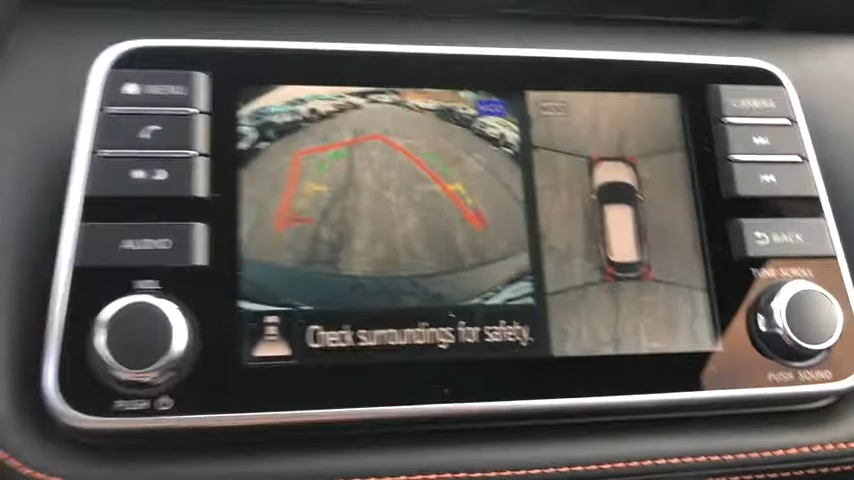 MENU
AUDIO
VOL
PUSH
Check surroundings for safety.
CAMERA
BACK
TUNE·SCROLL
PUSH SOUND